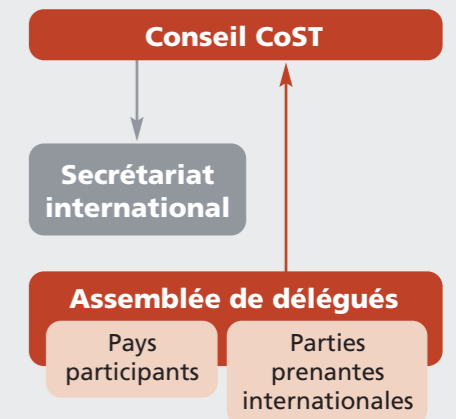 Conseil CoST
Secrétariat
international
Assemblée de délégués
Pays
participants
Parties
prenantes
internationales